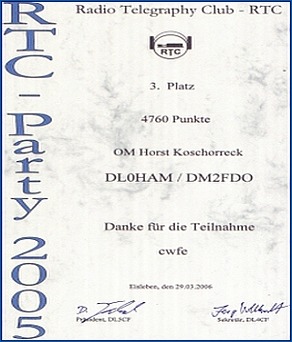 RTC - Party 2005
Radio Telegraphy Club - RTC
RTC
3. Platz
4760 Punkte
OM Horst Koschorreck
DL0HAM / DM2FDO
Danke für die Teilnahme
cwfe
den 29.03.2006
Präsident, DL5CF
Sekretär, DL4CF